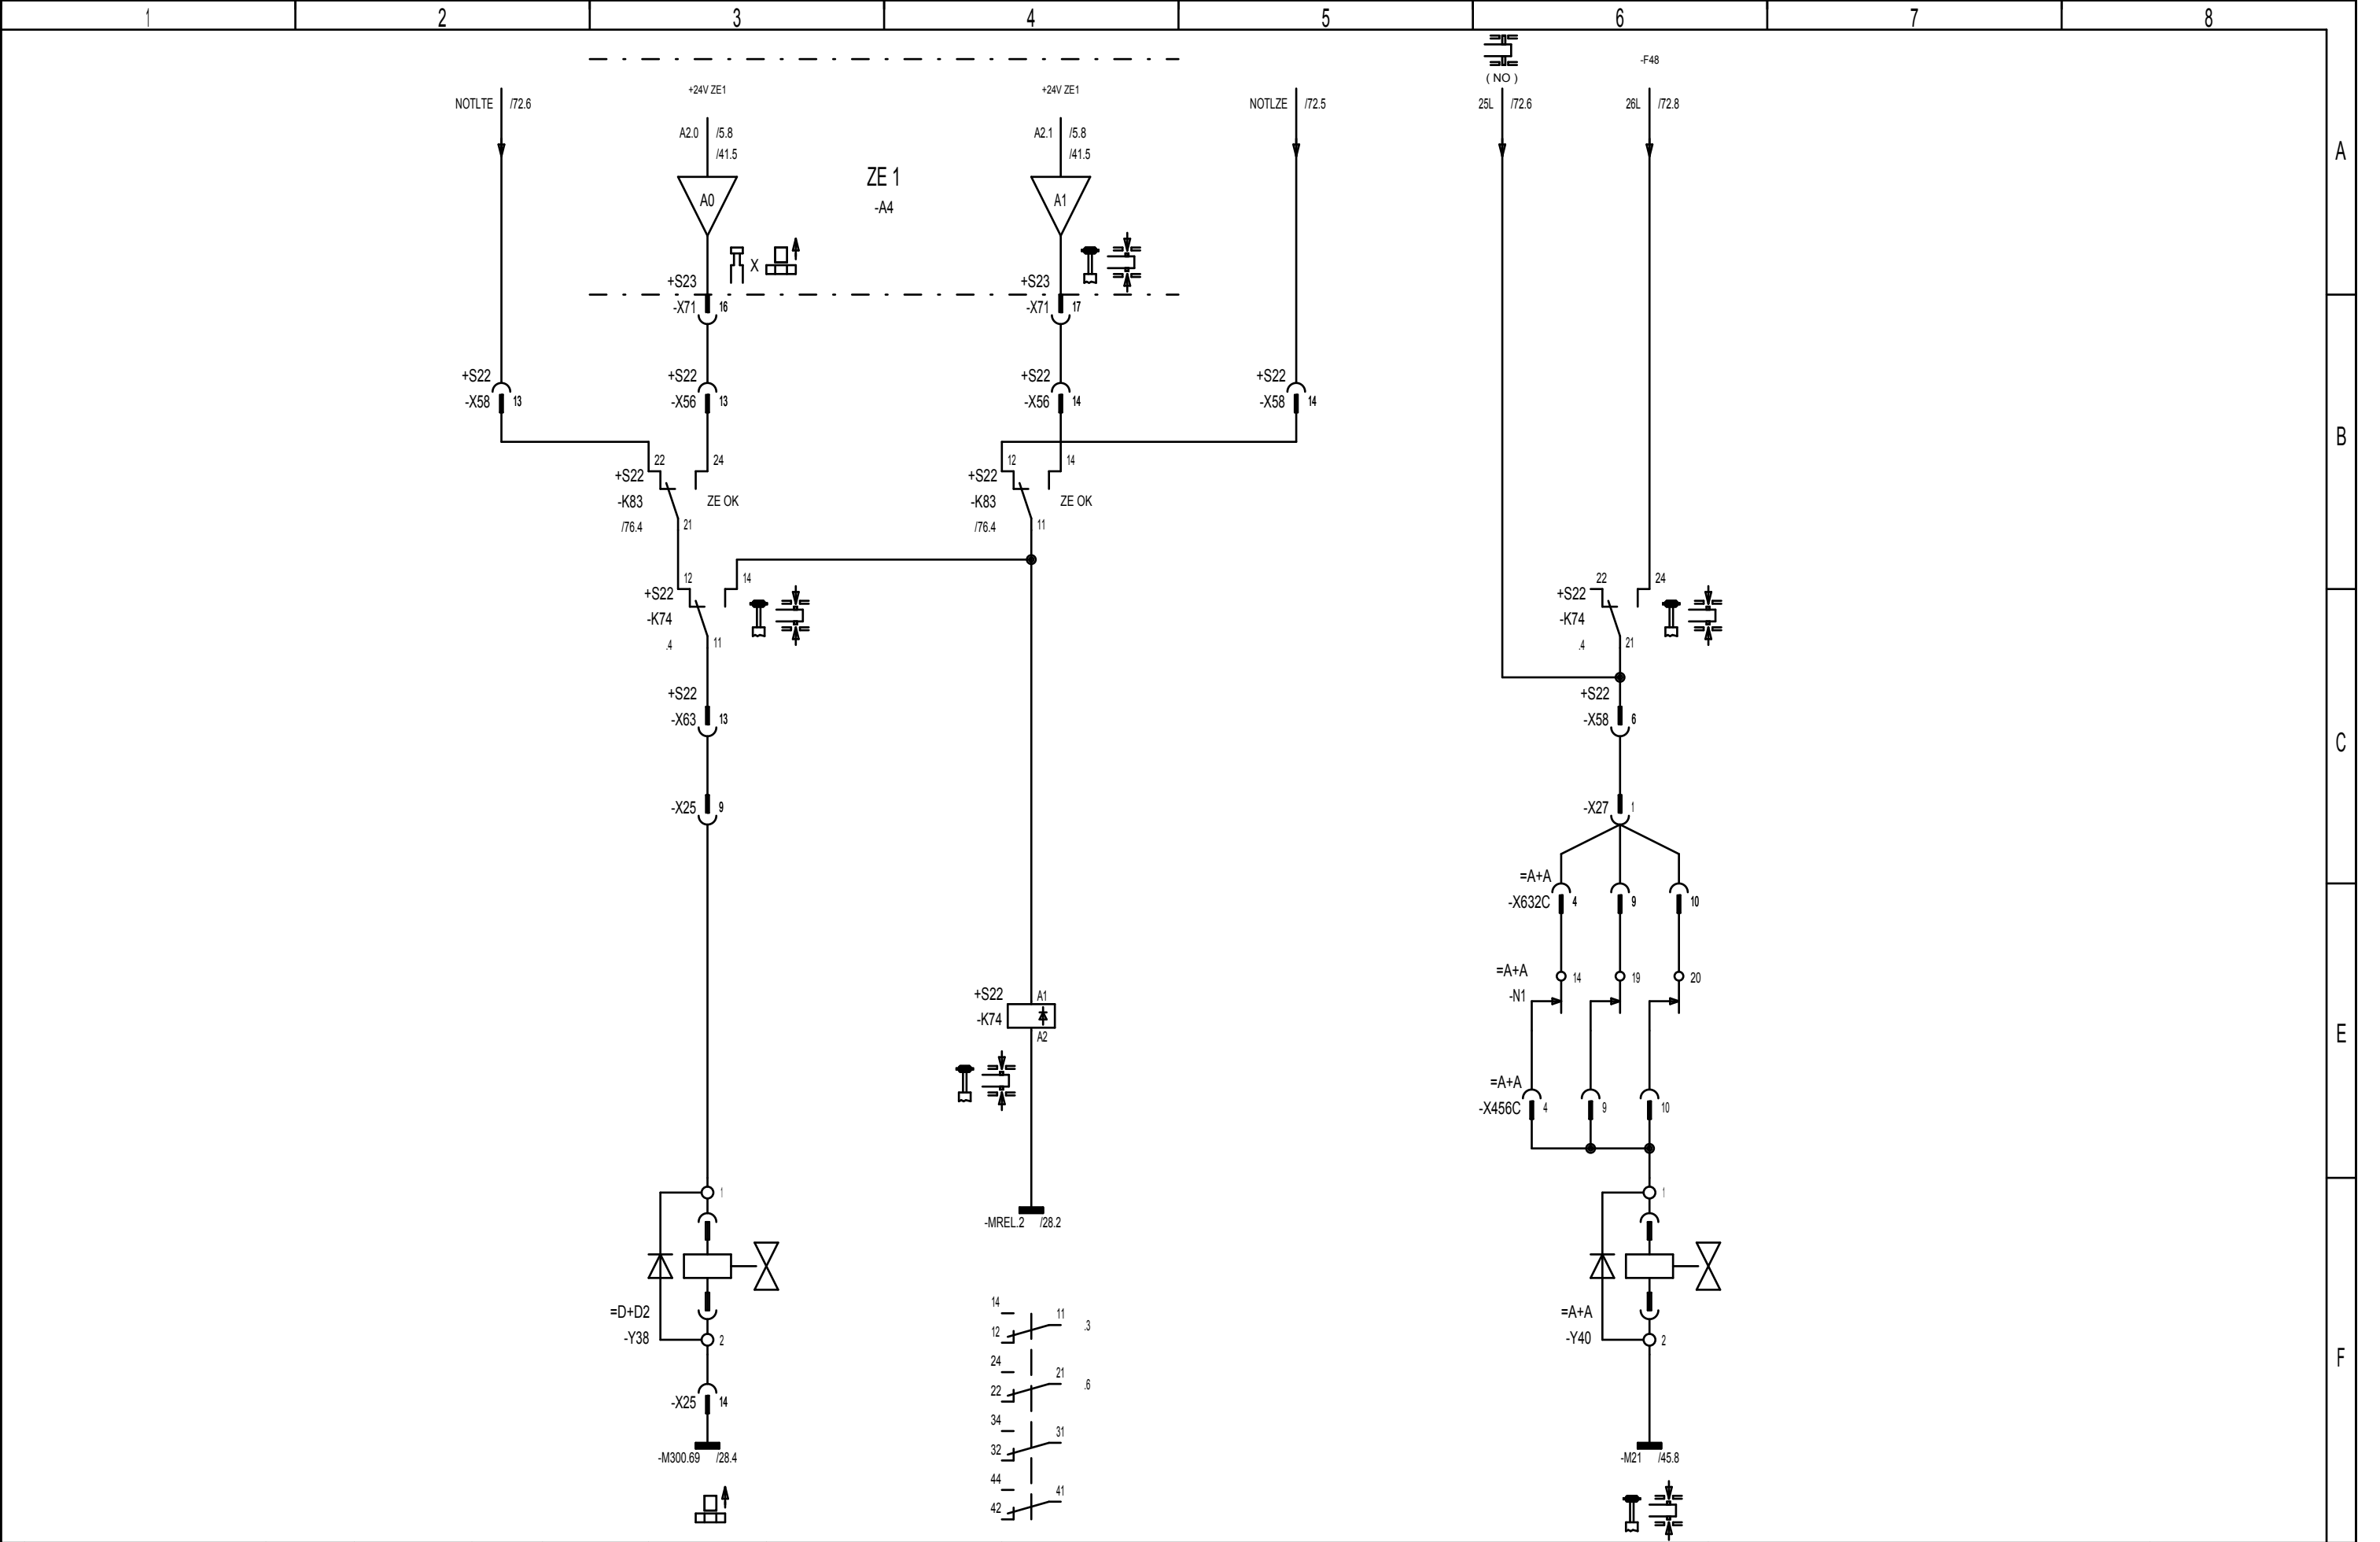 1 2 3 4 5 6 7 8
-F48
( NO )
+24V ZE1 +24V ZE1
NOTLTE /72.6 NOTLZE /72.5 25L /72.6 26L /72.8
A2.0 /5.8 A2.1 /5.8
/41.5 /41.5
A
ZE 1
A0 A1
-A4
X
+S23 +S23
-X71 16 -X71 17
+S22 +S22 +S22 +S22
-X58 13 -X56 13 -X56 14 -X58 14
B
22 24 12 14
+S22 +S22
-K83 ZE OK -K83 ZE OK
/76.4 21 /76.4 11
12 14 22 24
+S22 +S22
-K74 -K74
.4 11 .4 21
+S22 +S22
-X63 13 -X58 6
C
-X25 9 -X27 1
=A+A
-X632C 4 9 10
=A+A 14 19 20
-N1
+S22 A1
-K74
A2
E
=A+A
-X456C 4 9 10
1 1
-MREL.2 /28.2
=D+D2 =A+A
-Y38 2 -Y40 2
14 11 .3
12
24 21 .6
22
F
34 31
32
44 41
42
-X25 14
-M300.69 /28.4 -M21 /45.8